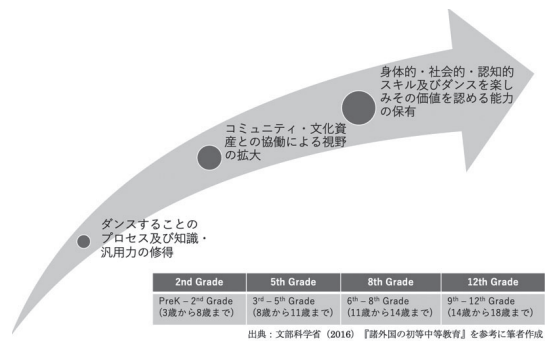 身体的・社会的・認知的
スキル及びダンスを楽し
みその価値を認める能力
の保有
コミュニティ・文化資
産との協働による視野
の拡大
ダンスすることの
プロセス及び知識・
汎用力の修得
2nd Grade 5th Grade 8th Grade 12th Grade
PreK – 2nd Grade 3rd – 5th Grade 6th – 8th Grade 9th – 12th Grade
(3歳から8歳まで) (8歳から11歳まで) (11歳から14歳まで) (14歳から18歳まで)
出典：文部科学省（2016）『諸外国の初等中等教育』を参考に筆者作成